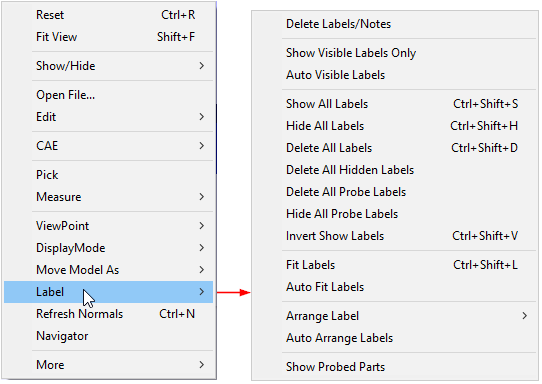 Reset Ctrl+R
Fit View Shift+F
Show/Hide
Open File...
Edit
CAE
Pick
Measure
ViewPoint
DisplayMode
Move Model As
Label
Refresh Normals Ctrl+N
Navigator
More
Delete Labels/Notes
Show Visible Labels Only
Auto Visible Labels
Show All Labels Ctrl+Shift+S
Hide All Labels Ctrl+Shift+H
Delete All Labels Ctrl+Shift+D
Delete All Hidden Labels
Delete All Probe Labels
Hide All Probe Labels
Invert Show Labels Ctrl+Shift+V
Fit Labels Ctrl+Shift+L
Auto Fit Labels
Arrange Label
Auto Arrange Labels
Show Probed Parts